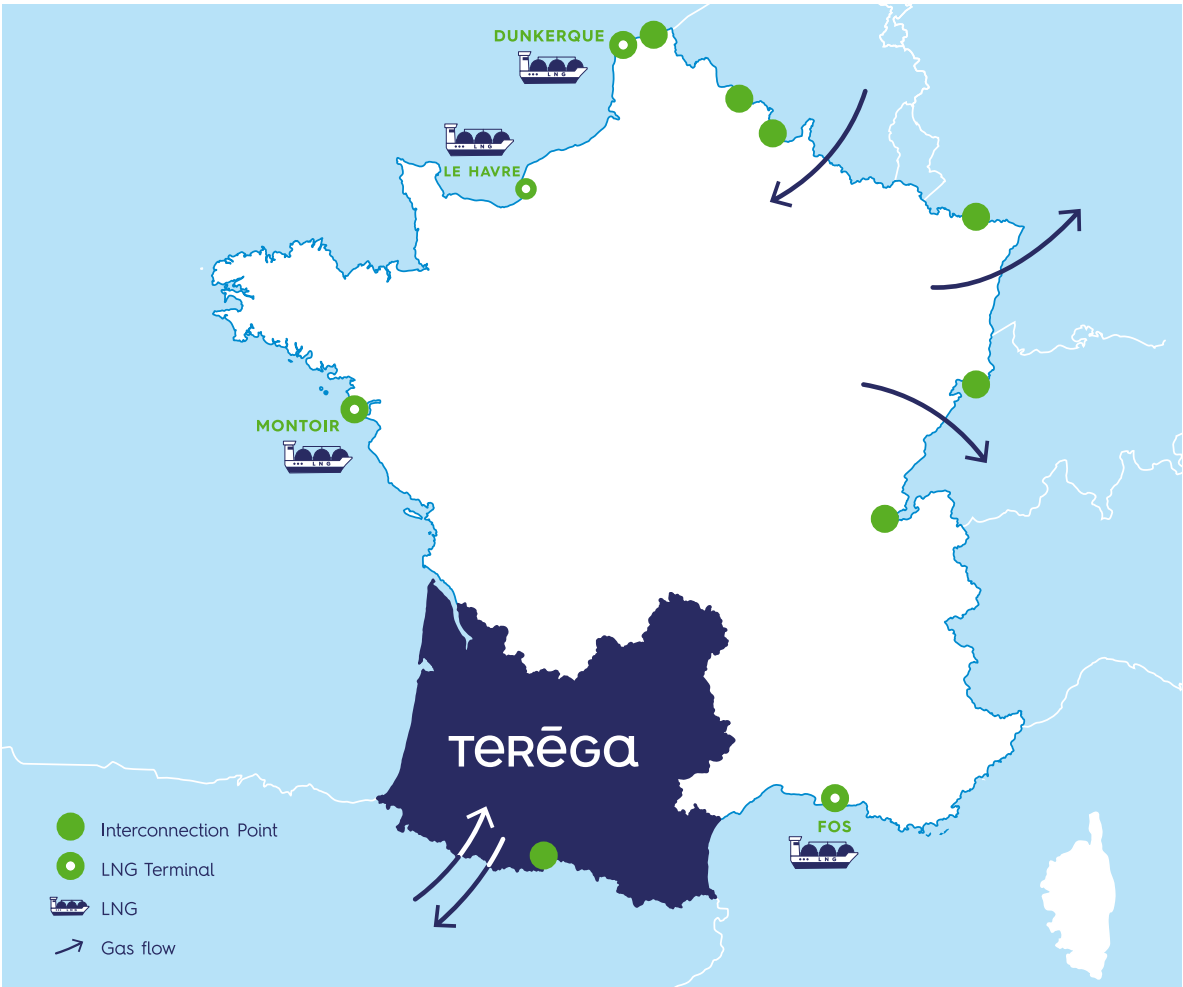 DUNKERQUE
LNG
LNG
LE HAVRE
MONTOIR
LNG
TERĒGA
FOS
LNG
Interconnection Point
LNG Terminal
LNG
Gas flow